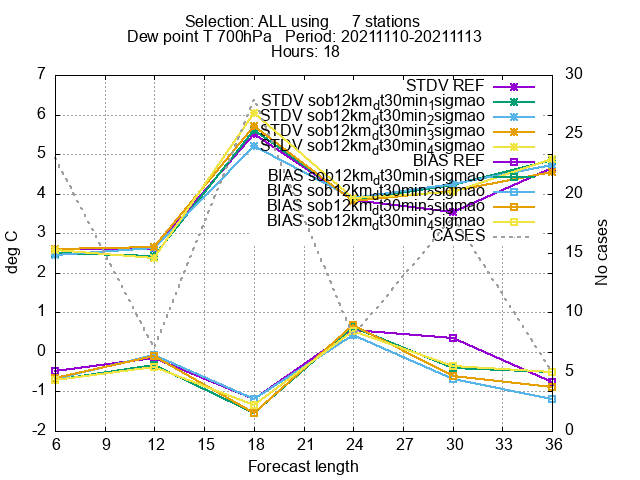 Selection: ALL using 7 stations
Dew point T 700hPa Period: 20211110-20211113
Hours: 18
7 30
STDV REF
STDV sob12km_dt30min_1sigmao
6
STDV sob12km_dt30min_2sigmao
25
STDV sob12km_dt30min_3sigmao
STDV sob12km_dt30min_4sigmao
5
BIAS REF
BIAS sob12km_dt30min_1sigmao
4 20
BIAS sob12km_dt30min_2sigmao
BIAS sob12km_dt30min_3sigmao
BIAS sob12km_dt30min_4sigmao
3
CASES
deg C
No cases
2 15
1 10
0
5
-1
-2 0
6 12 15 18 21 24 27 30 33 36
Forecast length